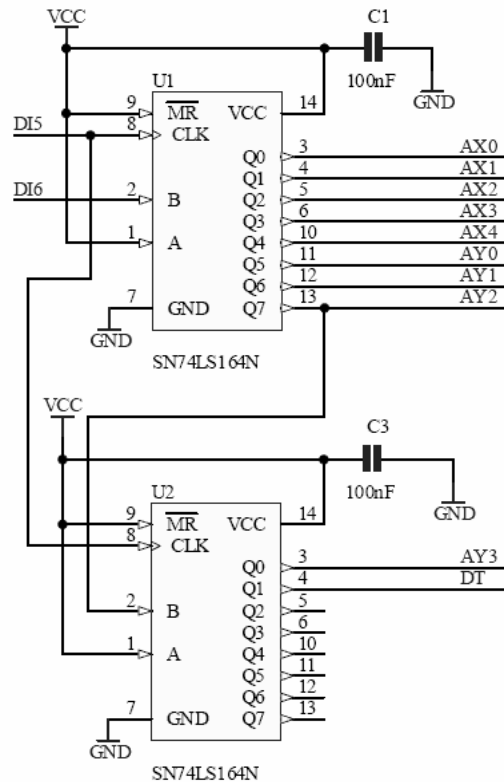 VCC
C1
100nF
GND
U1
DI5
DI6
9 MR
8 CLK
2 B
1 A
7 GND
GND
VCC 14
Q0 3 AX0
Q1 4 AX1
Q2 5 AX2
Q3 6 AX3
Q4 10 AX4
Q5 11 AY0
Q6 12 AY1
Q7 13 AY2
SN74LS164N
VCC
C3
100nF
GND
U2
9 MR
8 CLK
2 B
1 A
7 GND
GND
VCC 14
Q0 3 AY3
Q1 4 DT
Q2 5
Q3 6
Q4 10
Q5 11
Q6 12
Q7 13
SN74LS164N